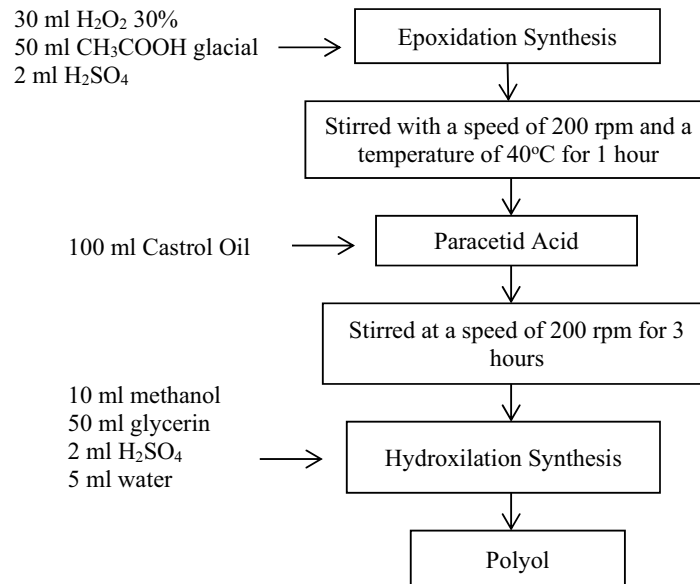 30 ml H₂O₂ 30%
50 ml CH₃COOH glacial
2 ml H₂SO₄
Epoxidation Synthesis
Stirred with a speed of 200 rpm and a
temperature of 40°C for 1 hour
100 ml Castrol Oil
Paracetid Acid
Stirred at a speed of 200 rpm for 3
hours
10 ml methanol
50 ml glycerin
2 ml H₂SO₄
5 ml water
Hydroxilation Synthesis
Polyol